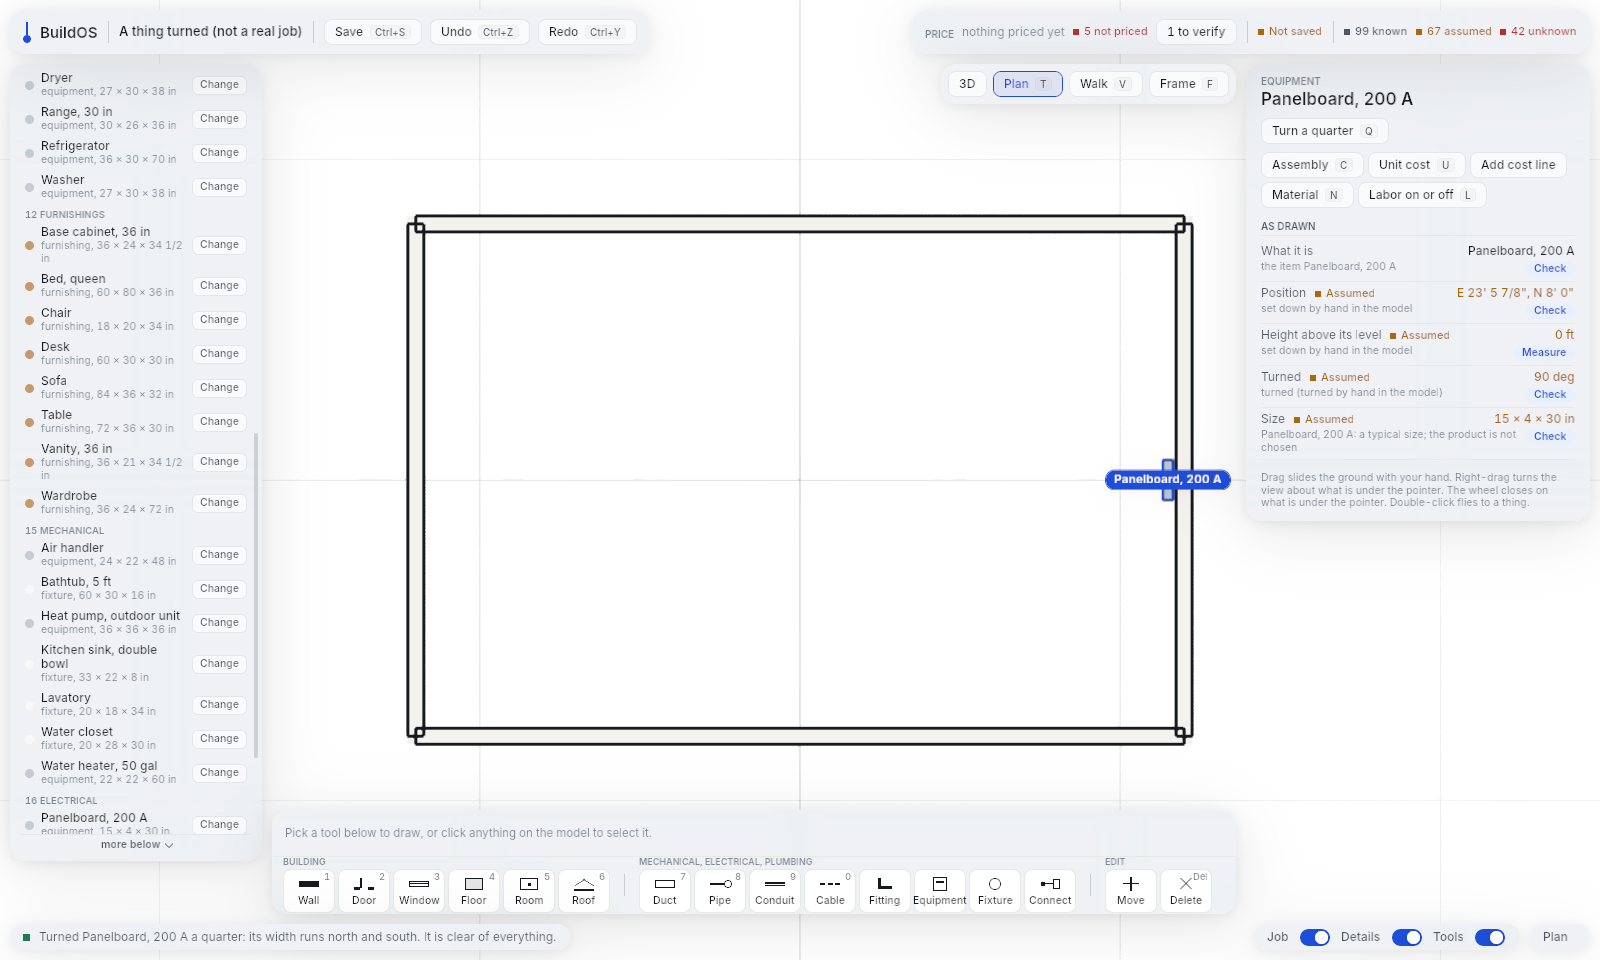 BuildOS
A thing turned (not a real job)
Save Ctrl+S
Undo Ctrl+Z
Redo Ctrl+Y
PRICE nothing priced yet
5 not priced
1 to verify
Not saved
99 known
67 assumed
42 unknown
3D
Plan T
Walk V
Frame F
Dryer
equipment, 27 × 30 × 38 in
Change
Range, 30 in
equipment, 30 × 26 × 36 in
Change
Refrigerator
equipment, 36 × 30 × 70 in
Change
Washer
equipment, 27 × 30 × 38 in
Change
12 FURNISHINGS
Base cabinet, 36 in
furnishing, 36 × 24 × 34 1/2
in
Change
Bed, queen
furnishing, 60 × 80 × 36 in
Change
Chair
furnishing, 18 × 20 × 34 in
Change
Desk
furnishing, 60 × 30 × 30 in
Change
Sofa
furnishing, 84 × 36 × 32 in
Change
Table
furnishing, 72 × 36 × 30 in
Change
Vanity, 36 in
furnishing, 36 × 21 × 34 1/2
in
Change
Wardrobe
furnishing, 36 × 24 × 72 in
Change
15 MECHANICAL
Air handler
equipment, 24 × 22 × 48 in
Change
Bathtub, 5 ft
fixture, 60 × 30 × 16 in
Change
Heat pump, outdoor unit
equipment, 36 × 36 × 36 in
Change
Kitchen sink, double
bowl
fixture, 33 × 22 × 8 in
Change
Lavatory
fixture, 20 × 18 × 34 in
Change
Water closet
fixture, 20 × 28 × 30 in
Change
Water heater, 50 gal
equipment, 22 × 22 × 60 in
Change
16 ELECTRICAL
Panelboard, 200 A
equipment, 15 × 4 × 30 in
Change
more below
Panelboard, 200 A
EQUIPMENT
Panelboard, 200 A
Turn a quarter Q
Assembly C
Unit cost U
Add cost line
Material N
Labor on or off L
AS DRAWN
What it is
Panelboard, 200 A
the item Panelboard, 200 A
Check
Position Assumed
E 23' 5 7/8", N 8' 0"
set down by hand in the model
Check
Height above its level Assumed
0 ft
set down by hand in the model
Measure
Turned Assumed
90 deg
turned (turned by hand in the model)
Check
Size Assumed
15 × 4 × 30 in
Panelboard, 200 A: a typical size; the product is not
chosen
Check
Drag slides the ground with your hand. Right-drag turns the
view about what is under the pointer. The wheel closes on
what is under the pointer. Double-click flies to a thing.
Pick a tool below to draw, or click anything on the model to select it.
BUILDING
Wall 1
Door 2
Window 3
Floor 4
Room 5
Roof 6
MECHANICAL, ELECTRICAL, PLUMBING
Duct 7
Pipe 8
Conduit 9
Cable 0
Fitting
Equipment
Fixture
Connect
EDIT
Move
Delete Del
Turned Panelboard, 200 A a quarter: its width runs north and south. It is clear of everything.
Job
Details
Tools
Plan